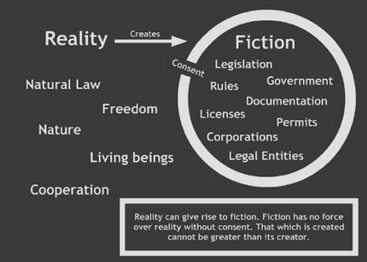 Reality
Creates
Fiction
Consent
Legislation
Natural Law
Rules
Government
Freedom
Documentation
Licenses
Permits
Nature
Corporations
Living beings
Legal Entities
Cooperation
Reality can give rise to fiction. Fiction has no force
over reality without consent. That which is created
cannot be greater than its creator.